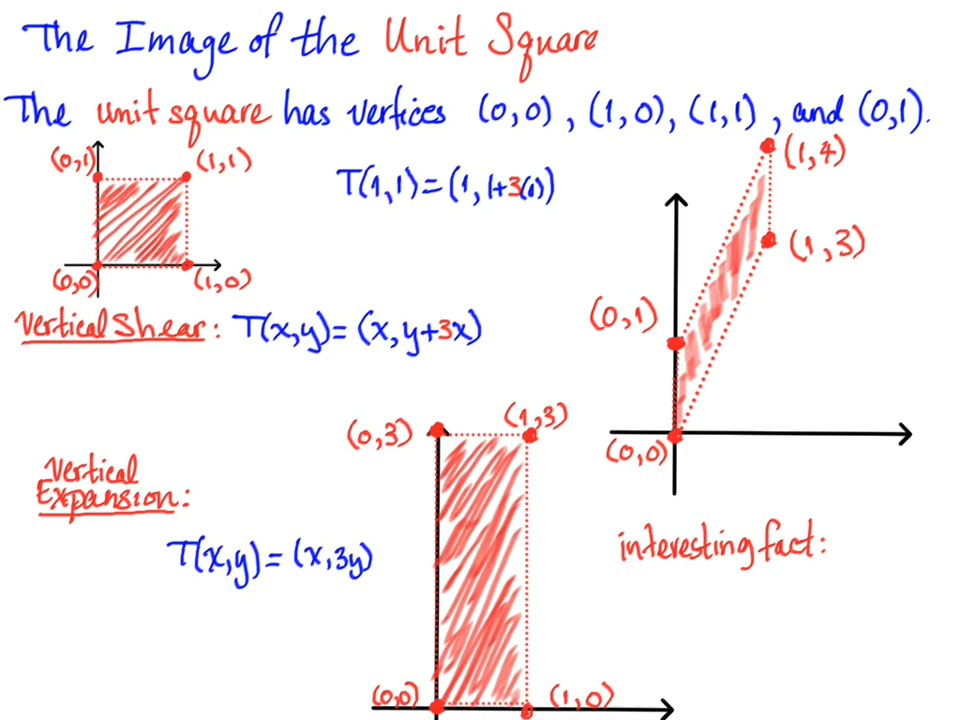 The Image of the Unit Square
The unit square has vertices (0,0), (1,0), (1,1), and (0,1).
(0,1)
(1,1)
(0,0)
(1,0)
T(1,1)=(1,1+3(1))
(1,4)
(1,3)
(0,1)
(0,0)
Vertical Shear: T(x,y)=(x,y+3x)
(0,3)
(1,3)
Vertical
Expansion:
T(x,y)=(x,3y)
(0,0)
(1,0)
interesting fact: